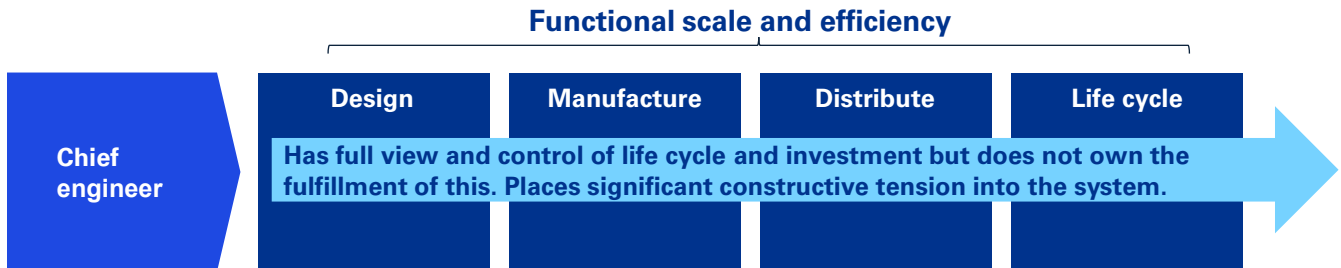 Functional scale and efficiency
Design
Manufacture
Distribute
Life cycle
Chief
engineer
Has full view and control of life cycle and investment but does not own the
fulfillment of this. Places significant constructive tension into the system.